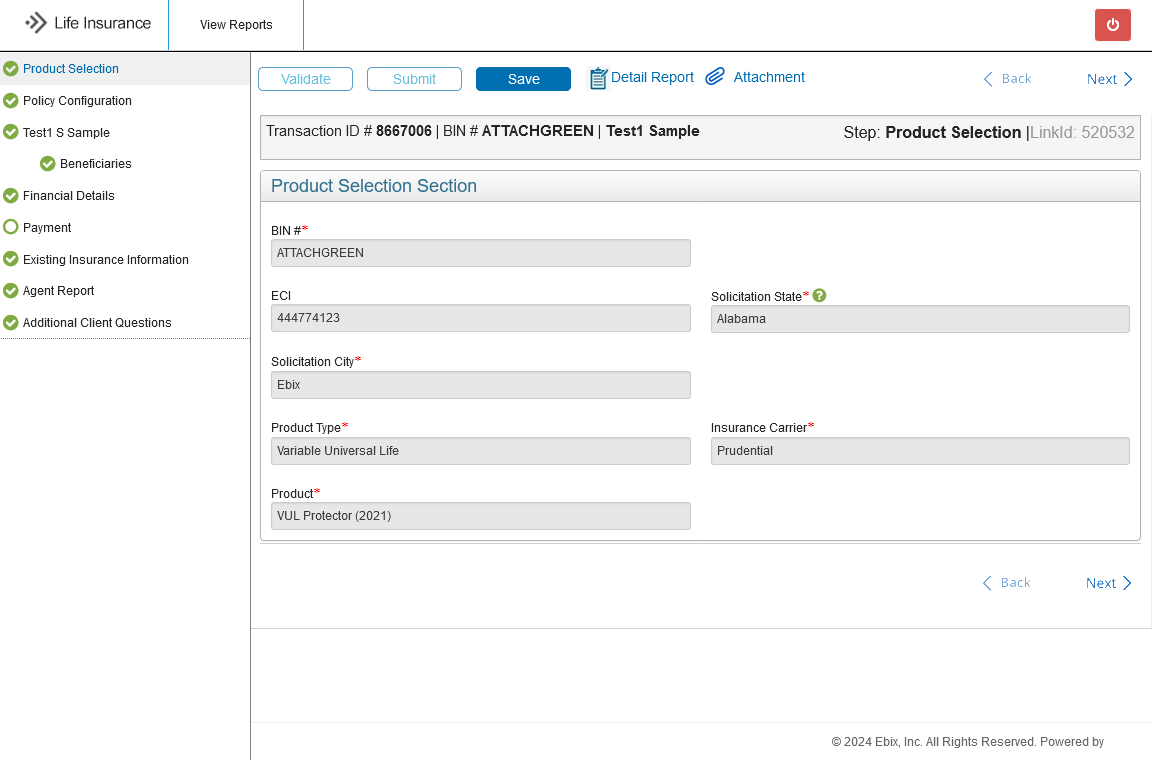 Life Insurance
View Reports
Product Selection
Policy Configuration
Test1 S Sample
Beneficiaries
Financial Details
Payment
Existing Insurance Information
Agent Report
Additional Client Questions
Validate
Submit
Save
Detail Report
Attachment
Back
Next
Transaction ID # 8667006 | BIN # ATTACHGREEN | Test1 Sample
Step: Product Selection |LinkId: 520532
Product Selection Section
BIN #*
ATTACHGREEN
ECI
444774123
Solicitation State* ?
Alabama
Solicitation City*
Ebix
Product Type*
Variable Universal Life
Insurance Carrier*
Prudential
Product*
VUL Protector (2021)
Back
Next
© 2024 Ebix, Inc. All Rights Reserved. Powered by